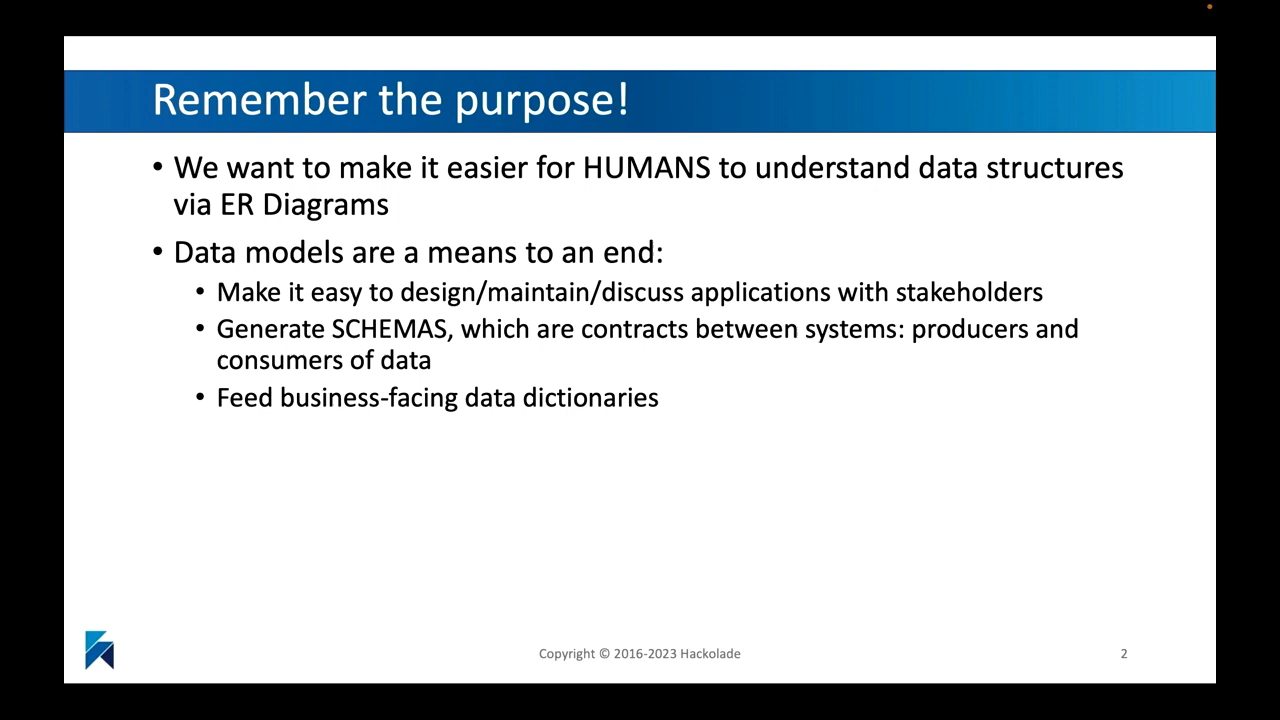 Remember the purpose!
• We want to make it easier for HUMANS to understand data structures
via ER Diagrams
• Data models are a means to an end:
• Make it easy to design/maintain/discuss applications with stakeholders
• Generate SCHEMAS, which are contracts between systems: producers and
consumers of data
• Feed business-facing data dictionaries
Copyright © 2016-2023 Hackolade
2